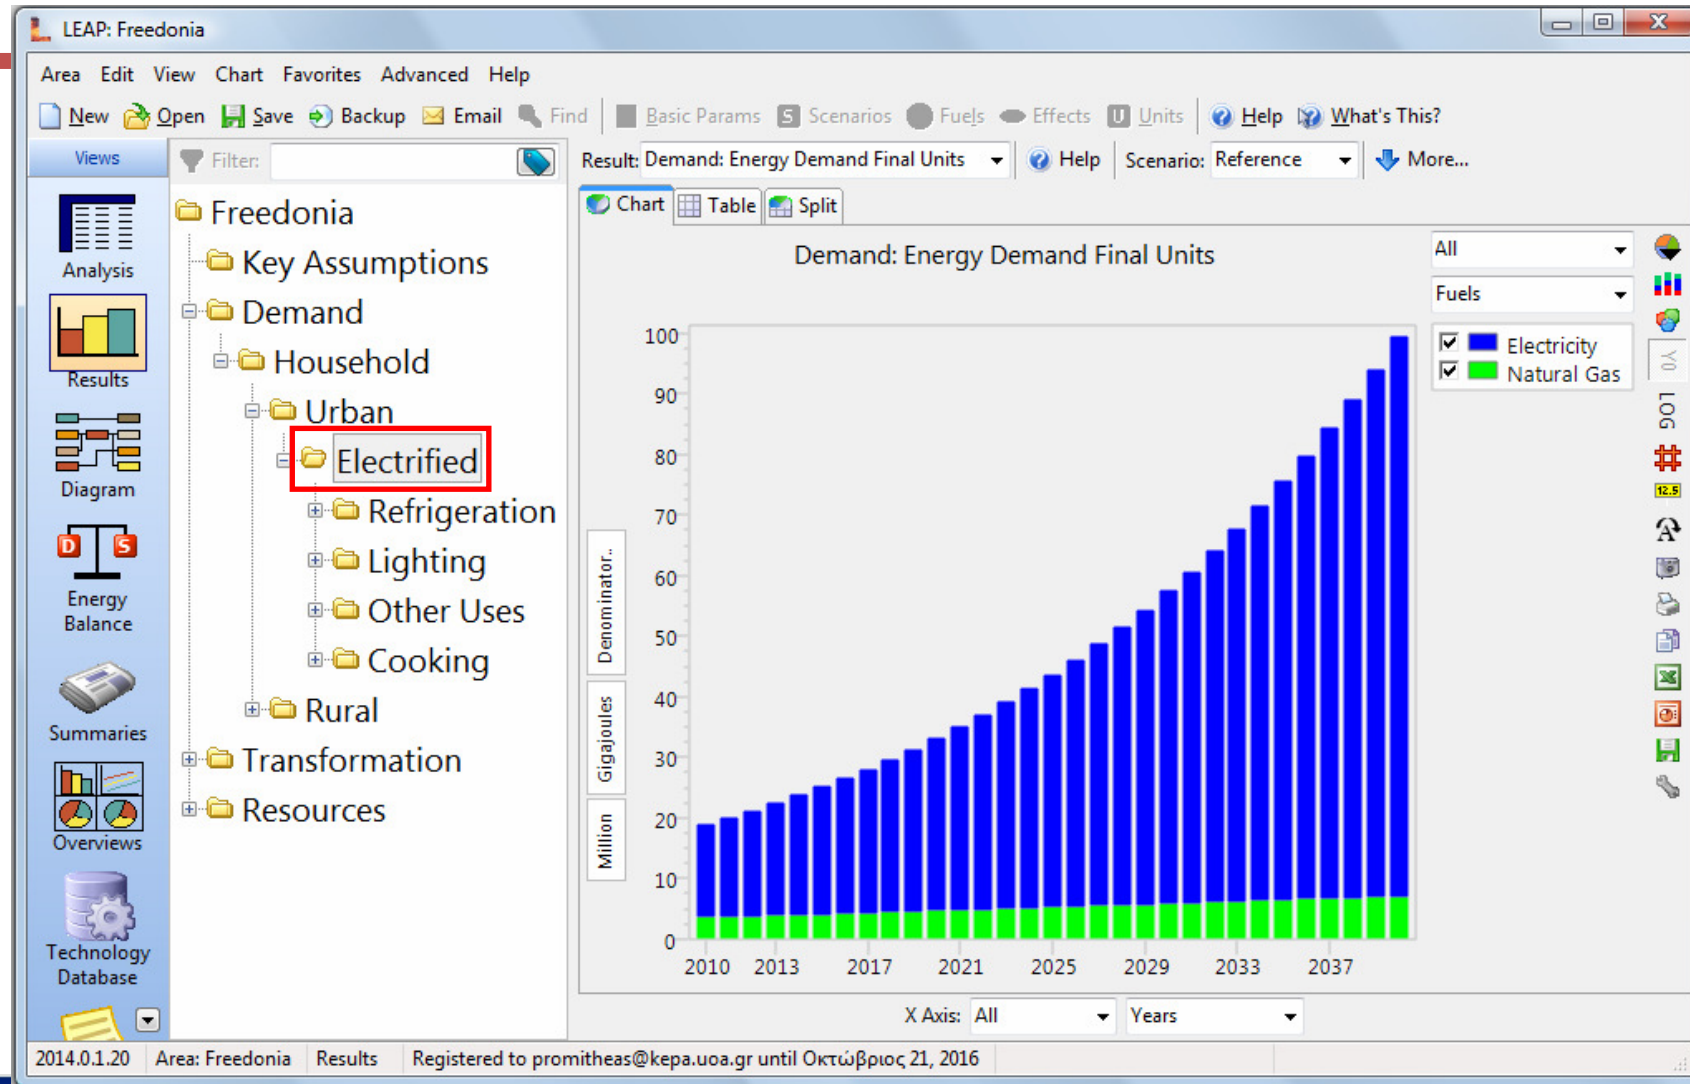 LEAP: Freedonia
Area Edit View Chart Favorites Advanced Help
New Open Save Backup Email Find Basic Params S Scenarios Fuels Effects U Units Help What's This?
Views
Filter:
Result: Demand: Energy Demand Final Units Help Scenario: Reference More...
Chart Table Split
Analysis
Results
Diagram
D S
Energy
Balance
Summaries
Overviews
Technology
Database
Freedonia
Key Assumptions
Demand
Household
Urban
Electrified
Refrigeration
Lighting
Other Uses
Cooking
Rural
Transformation
Resources
Demand: Energy Demand Final Units
All
Fuels
Electricity
Natural Gas
Y0
LOG
12.5
A
Denominator..
Gigajoules
Million
100
90
80
70
60
50
40
30
20
10
0
2010 2013 2017 2021 2025 2029 2033 2037
X Axis: All Years
2014.0.1.20 Area: Freedonia Results Registered to promitheas@kepa.uoa.gr until Οκτώβριος 21, 2016